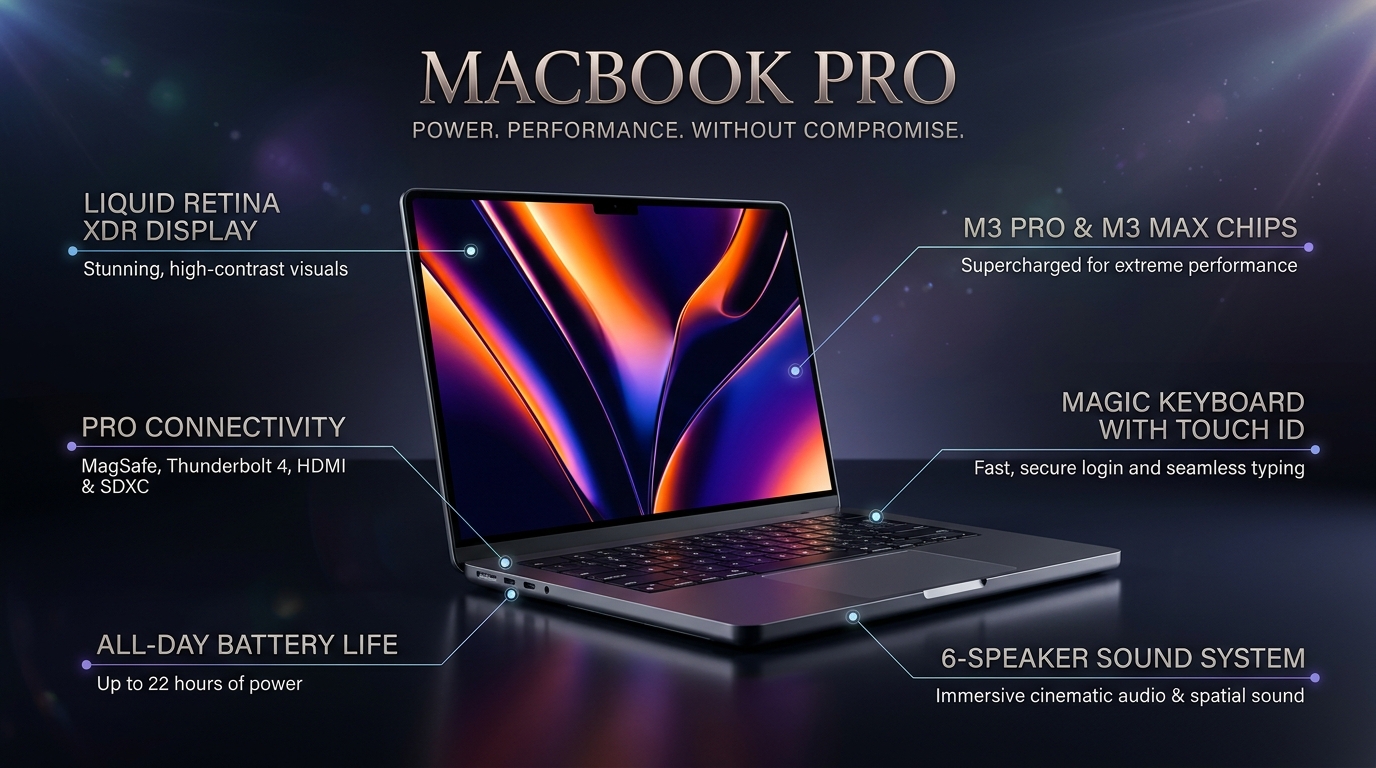 MACBOOK PRO
POWER. PERFORMANCE. WITHOUT COMPROMISE.
LIQUID RETINA
XDR DISPLAY
Stunning, high-contrast visuals
M3 PRO & M3 MAX CHIPS
Supercharged for extreme performance
PRO CONNECTIVITY
MagSafe, Thunderbolt 4, HDMI
& SDXC
MAGIC KEYBOARD
WITH TOUCH ID
Fast, secure login and seamless typing
ALL-DAY BATTERY LIFE
Up to 22 hours of power
6-SPEAKER SOUND SYSTEM
Immersive cinematic audio & spatial sound